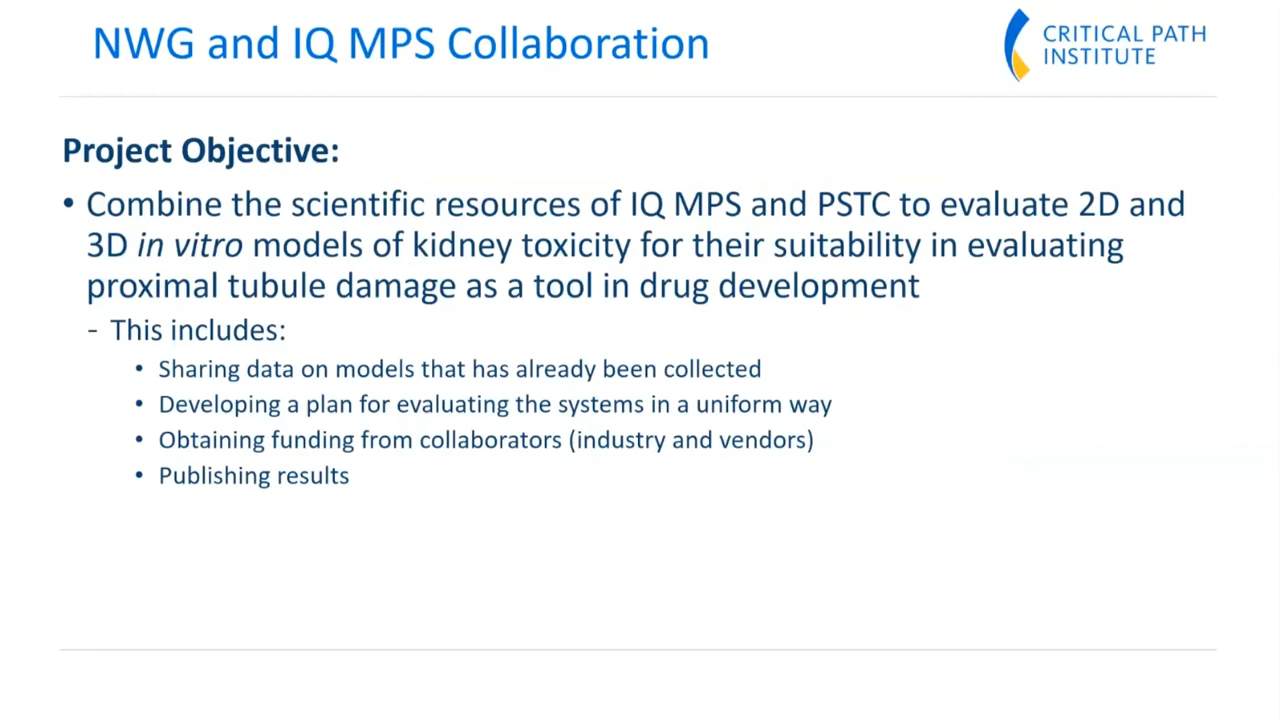 NWG and IQ MPS Collaboration
CRITICAL PATH
INSTITUTE
Project Objective:
• Combine the scientific resources of IQ MPS and PSTC to evaluate 2D and
3D in vitro models of kidney toxicity for their suitability in evaluating
proximal tubule damage as a tool in drug development
- This includes:
• Sharing data on models that has already been collected
• Developing a plan for evaluating the systems in a uniform way
• Obtaining funding from collaborators (industry and vendors)
• Publishing results